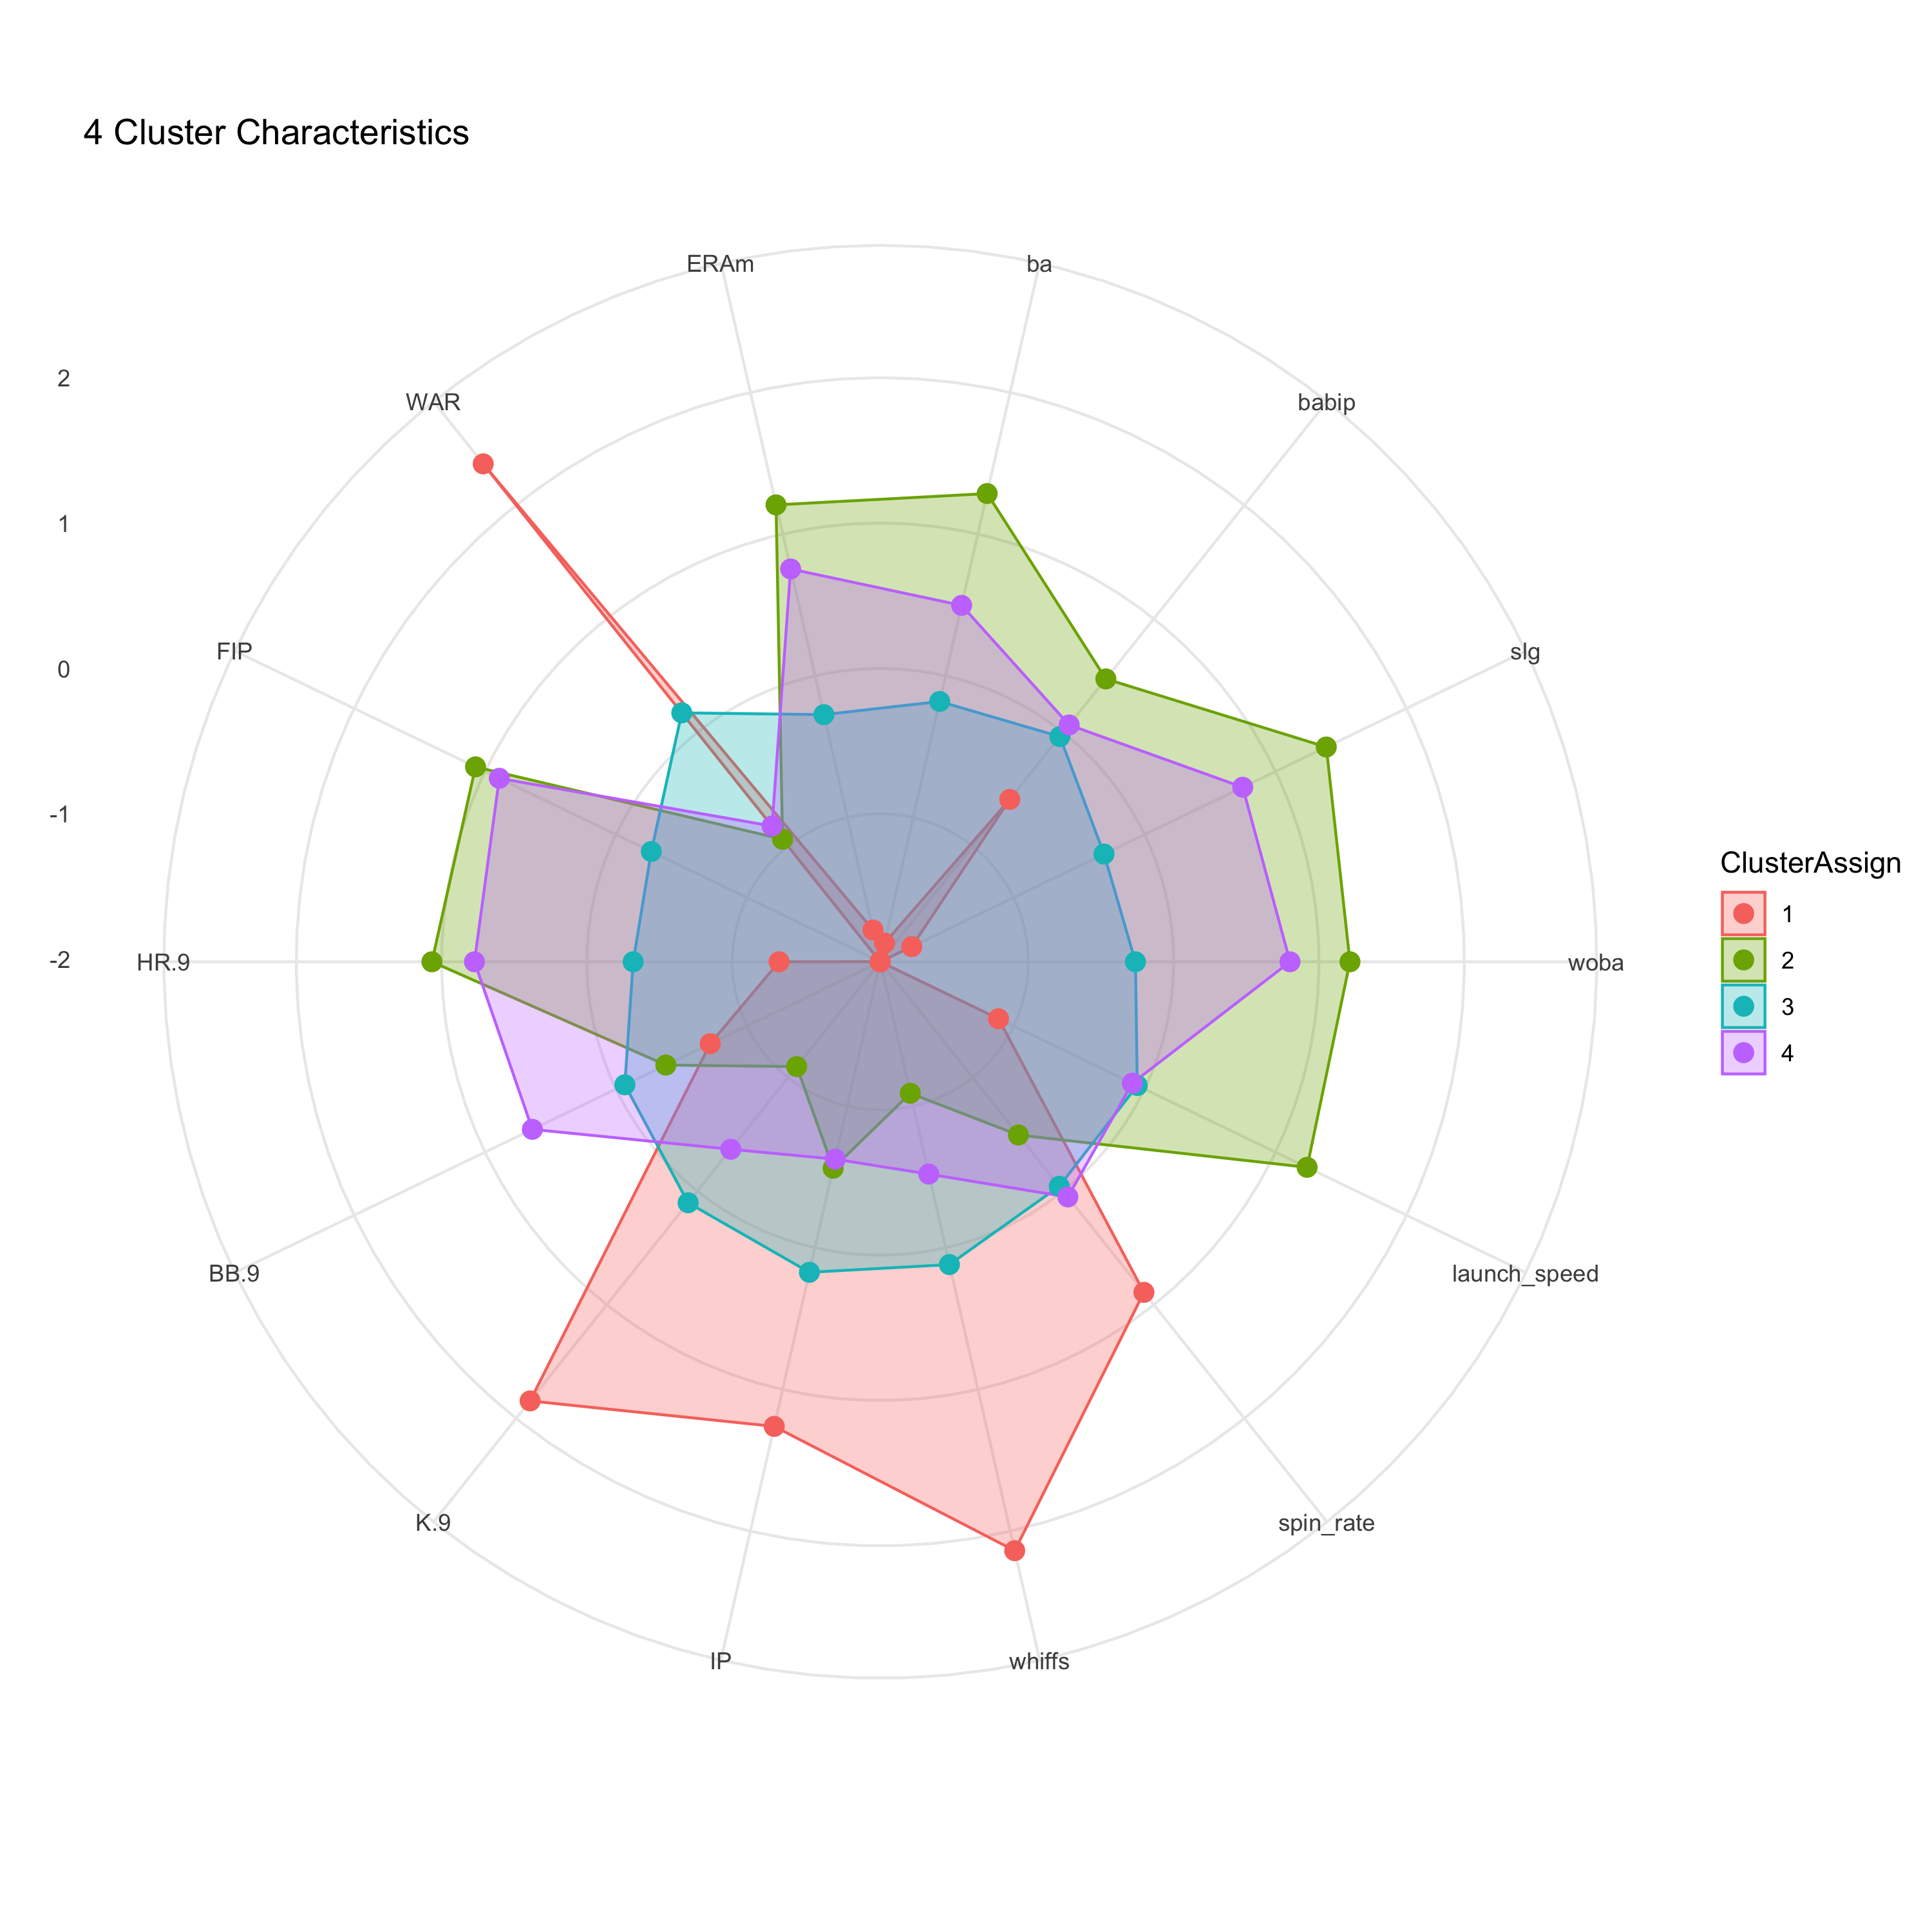 4 Cluster Characteristics
ERAm
ba
2
WAR
babip
1
FIP
slg
0
-1
-2
HR.9
woba
ClusterAssign
1
2
3
4
BB.9
launch_speed
K.9
spin_rate
IP
whiffs